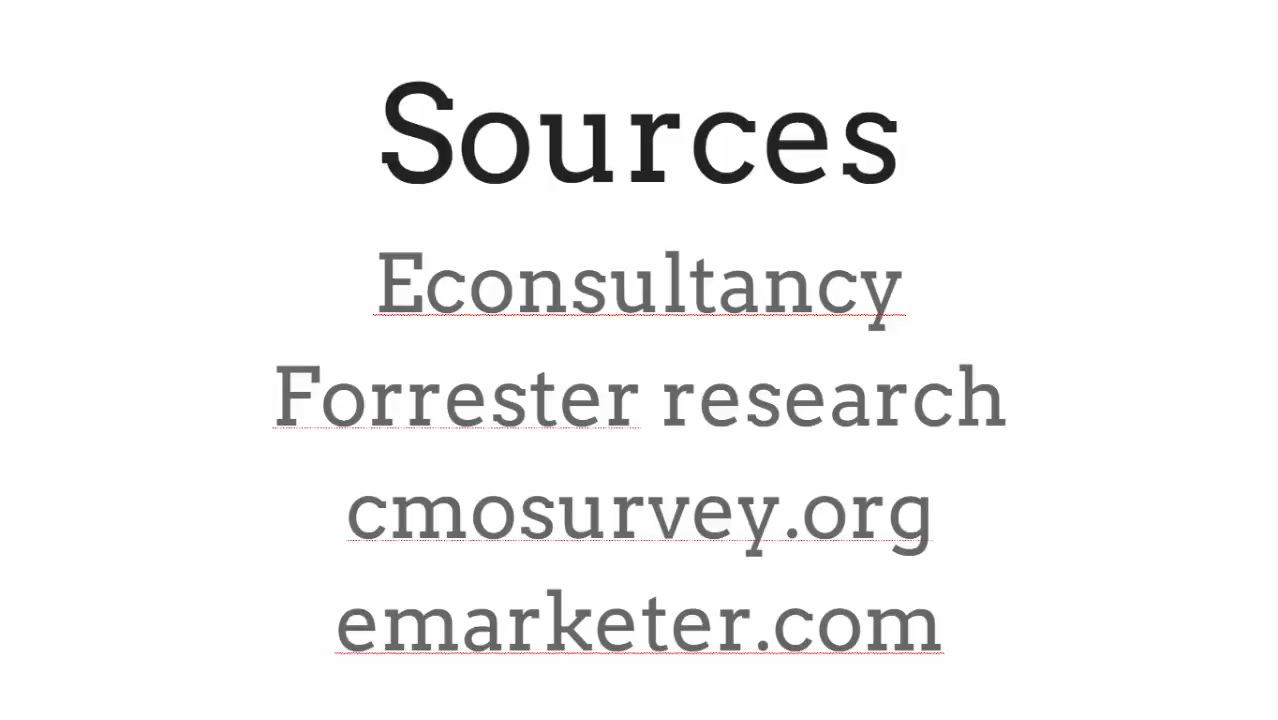 Sources
Econsultancy
Forrester research
cmosurvey.org
emarketer.com